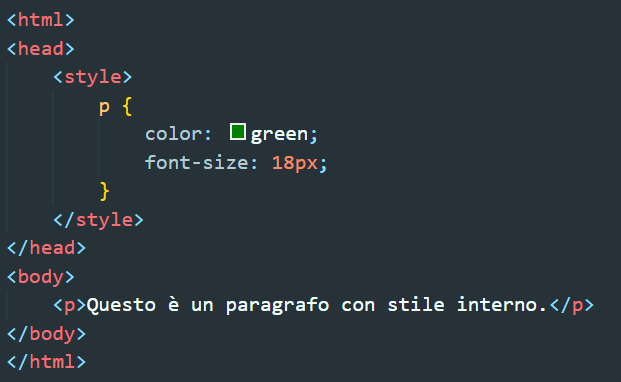 <html>
<head>
<style>
p {
color: green;
font-size: 18px;
}
</style>
</head>
<body>
<p>Questo è un paragrafo con stile interno.</p>
</body>
</html>